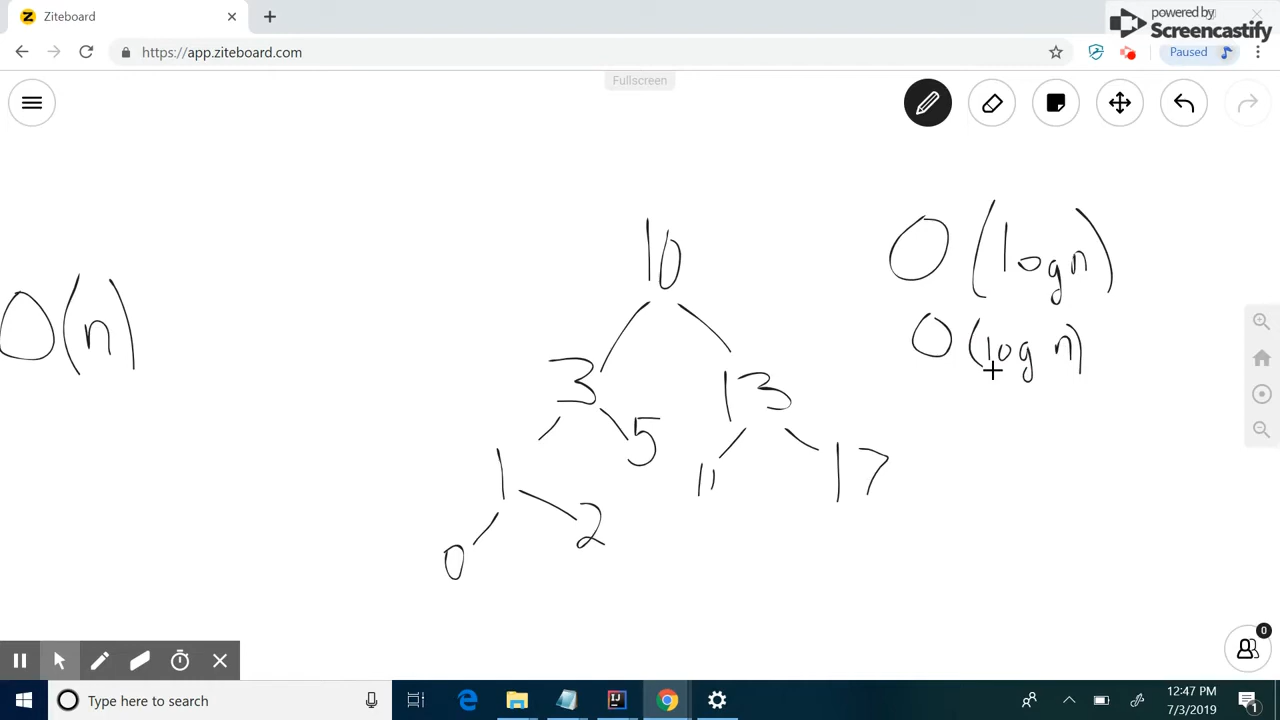 Ziteboard
powered by
Screencastify
https://app.ziteboard.com
Paused
Fullscreen
10
O(log n)
O(n)
O(log n)
3
13
5
1
11
17
2
0
0
Type here to search
12:47 PM
7/3/2019
1